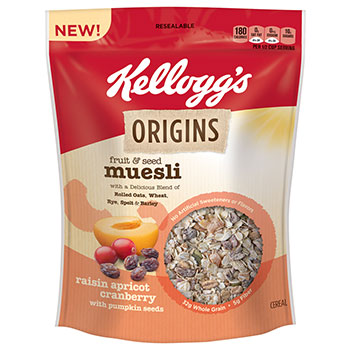 NEW!
RESEALABLE
180
CALORIES
PER 1/2 CUP SERVING
Kellogg's
ORIGINS
fruit & seed
muesli
with a Delicious Blend of
Rolled Oats, Wheat,
Rye, Spelt & Barley
No Artificial Sweeteners or Flavors
raisin apricot
cranberry
with pumpkin seeds
32g Whole Grain • 5g Fiber
CEREAL